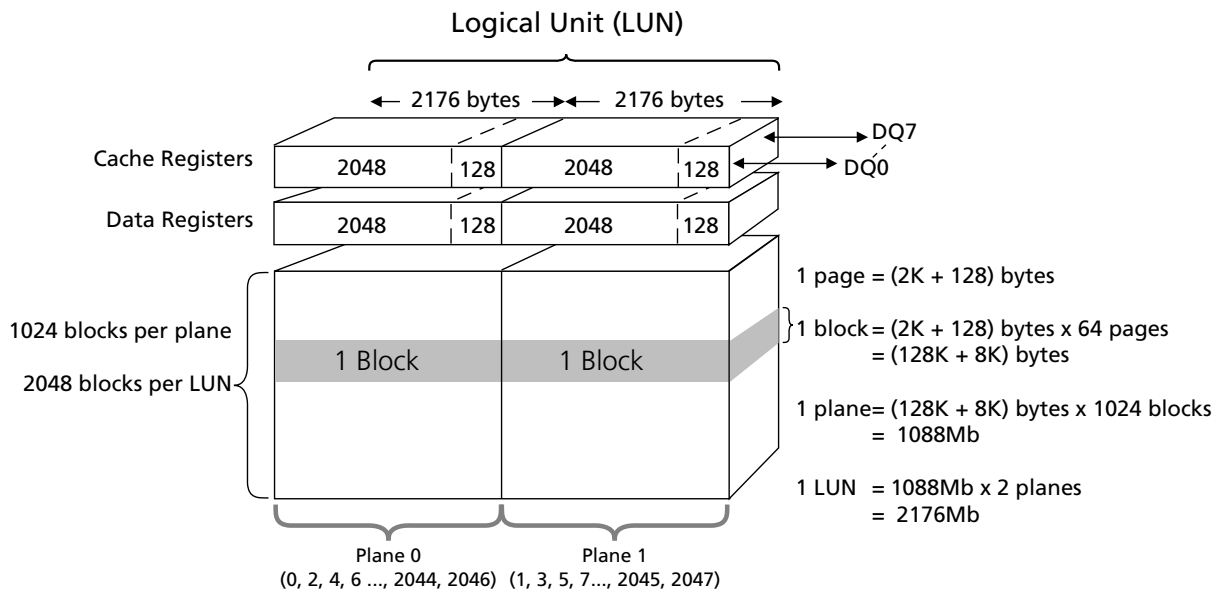 Logical Unit (LUN)
2176 bytes 2176 bytes
DQ7
DQ0
Cache Registers
2048 128 2048 128
Data Registers
2048 128 2048 128
1 page = (2K + 128) bytes
1024 blocks per plane
2048 blocks per LUN
1 Block 1 Block
1 block = (2K + 128) bytes x 64 pages
= (128K + 8K) bytes
1 plane = (128K + 8K) bytes x 1024 blocks
= 1088Mb
1 LUN = 1088Mb x 2 planes
= 2176Mb
Plane 0
(0, 2, 4, 6 ..., 2044, 2046)
Plane 1
(1, 3, 5, 7..., 2045, 2047)